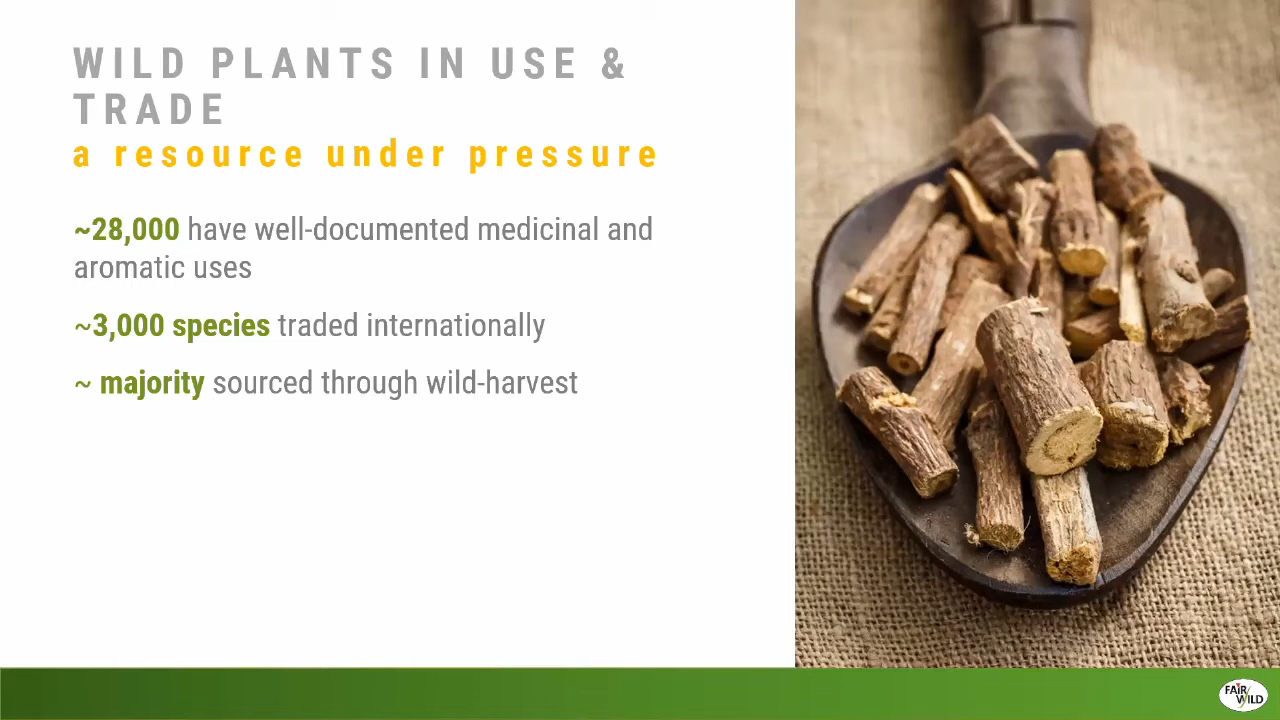 WILD PLANTS IN USE &
TRADE
a resource under pressure
~28,000 have well-documented medicinal and
aromatic uses
~3,000 species traded internationally
~ majority sourced through wild-harvest
FAIR
WILD